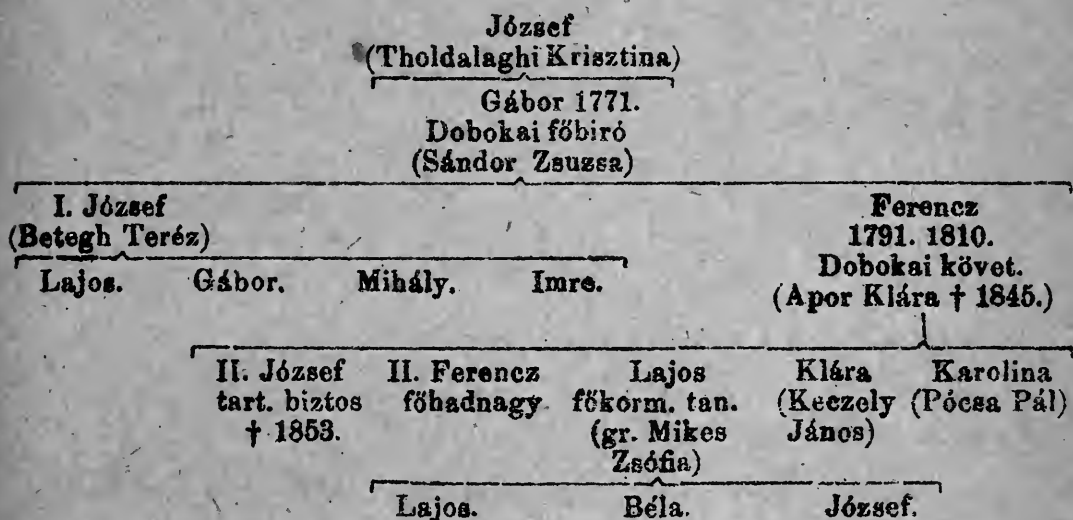 József
(Tholdalaghi Krisztina)
Gábor 1771.
Dobokai főbiró
(Sándor Zsuzsa)
I. József
(Betegh Teréz)
Lajos. Gábor. Mihály. Imre.
Ferencz
1791. 1810.
Dobokai követ.
(Apor Klára † 1845.)
II. József
tart. biztos
† 1853.
II. Ferencz
főhadnagy
Lajos
főkorm. tan.
(gr. Mikes
Zsófia)
Klára
(Keczely
János)
Karolina
(Pócsa Pál)
Lajos. Béla. József.